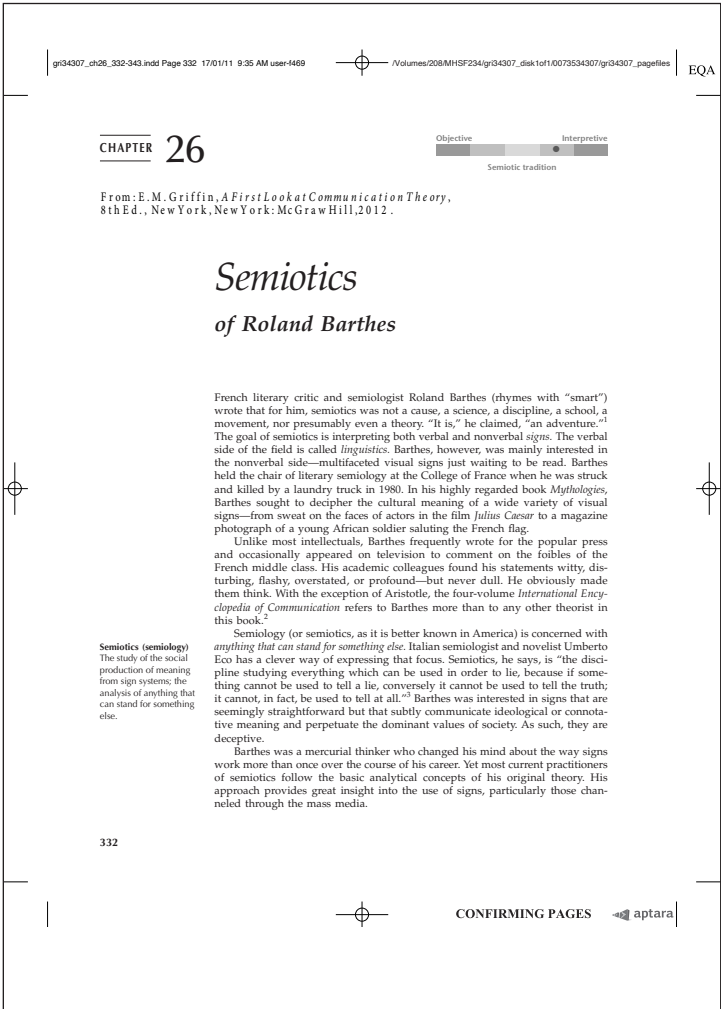 gri34307_ch26_332-343.indd Page 332 17/01/11 9:35 AM user-f469
/Volumes/208/MHSF234/gri34307_disk1of1/0073534307/gri34307_pagefiles
EQA
CHAPTER 26
Objective Interpretive
Semiotic tradition
From: E.M. Griffin, A First Look at Communication Theory,
8th Ed., New York, New York: McGraw Hill, 2012.
Semiotics
of Roland Barthes
French literary critic and semiologist Roland Barthes (rhymes with “smart”)
wrote that for him, semiotics was not a cause, a science, a discipline, a school, a
movement, nor presumably even a theory. “It is,” he claimed, “an adventure.”1
The goal of semiotics is interpreting both verbal and nonverbal signs. The verbal
side of the field is called linguistics. Barthes, however, was mainly interested in
the nonverbal side—multifaceted visual signs just waiting to be read. Barthes
held the chair of literary semiology at the College of France when he was struck
and killed by a laundry truck in 1980. In his highly regarded book Mythologies,
Barthes sought to decipher the cultural meaning of a wide variety of visual
signs—from sweat on the faces of actors in the film Julius Caesar to a magazine
photograph of a young African soldier saluting the French flag.
Unlike most intellectuals, Barthes frequently wrote for the popular press
and occasionally appeared on television to comment on the foibles of the
French middle class. His academic colleagues found his statements witty, dis-
turbing, flashy, overstated, or profound—but never dull. He obviously made
them think. With the exception of Aristotle, the four-volume International Ency-
clopedia of Communication refers to Barthes more than to any other theorist in
this book.2
Semiology (or semiotics, as it is better known in America) is concerned with
anything that can stand for something else. Italian semiologist and novelist Umberto
Eco has a clever way of expressing that focus. Semiotics, he says, is “the disci-
pline studying everything which can be used in order to lie, because if some-
thing cannot be used to tell a lie, conversely it cannot be used to tell the truth;
it cannot, in fact, be used to tell at all.”3 Barthes was interested in signs that are
seemingly straightforward but that subtly communicate ideological or connota-
tive meaning and perpetuate the dominant values of society. As such, they are
deceptive.
Barthes was a mercurial thinker who changed his mind about the way signs
work more than once over the course of his career. Yet most current practitioners
of semiotics follow the basic analytical concepts of his original theory. His
approach provides great insight into the use of signs, particularly those chan-
neled through the mass media.
Semiotics (semiology)
The study of the social
production of meaning
from sign systems; the
analysis of anything that
can stand for something
else.
332
CONFIRMING PAGES
aptara